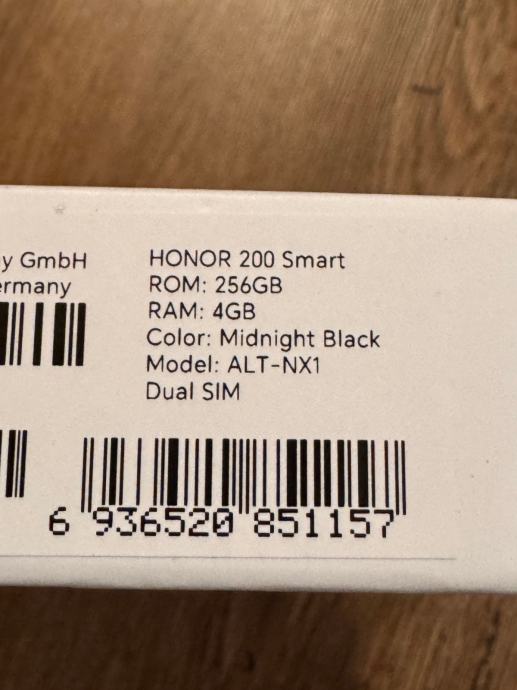 GmbH
HONOR 200 Smart
ROM: 256GB
RAM: 4GB
Color: Midnight Black
Model: ALT-NX1
Dual SIM
6 936520 851157